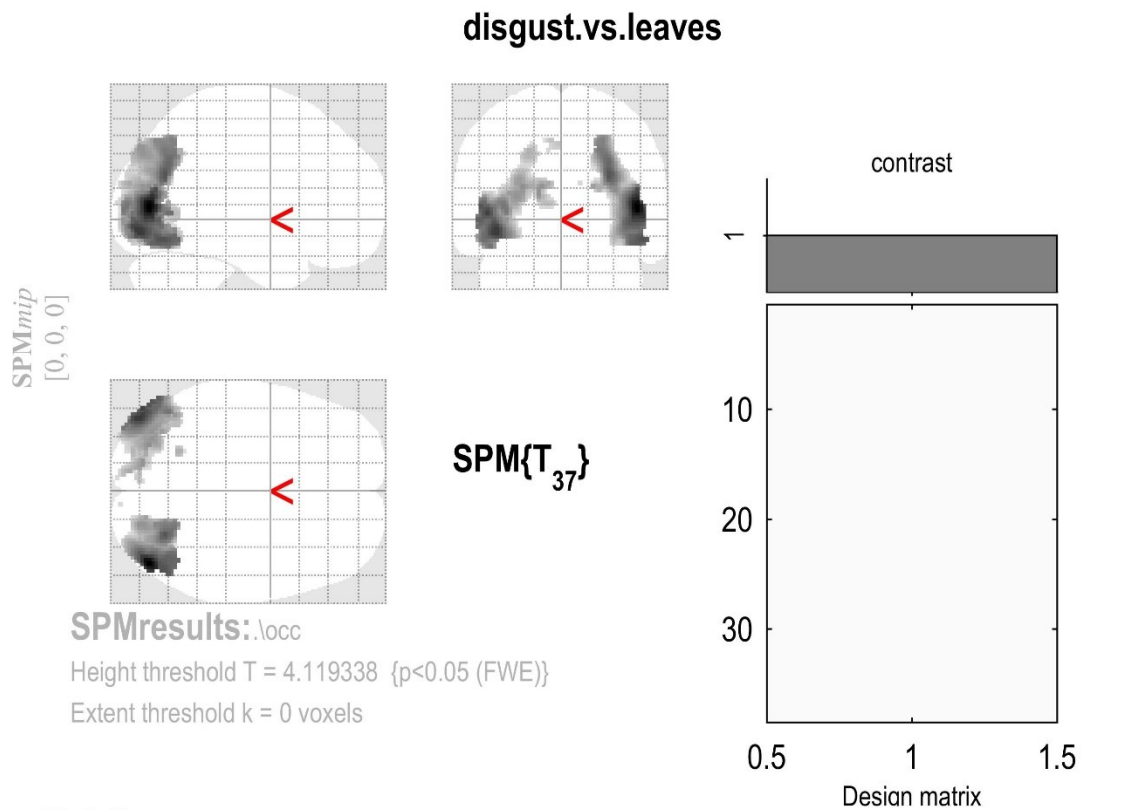 disgust.vs.leaves
SPMmip
[0, 0, 0]
<
<
<
SPM{T37}
SPMresults:.\occ
Height threshold T = 4.119338 {p<0.05 (FWE)}
Extent threshold k = 0 voxels
contrast
1
10
20
30
0.5 1 1.5
Design matrix